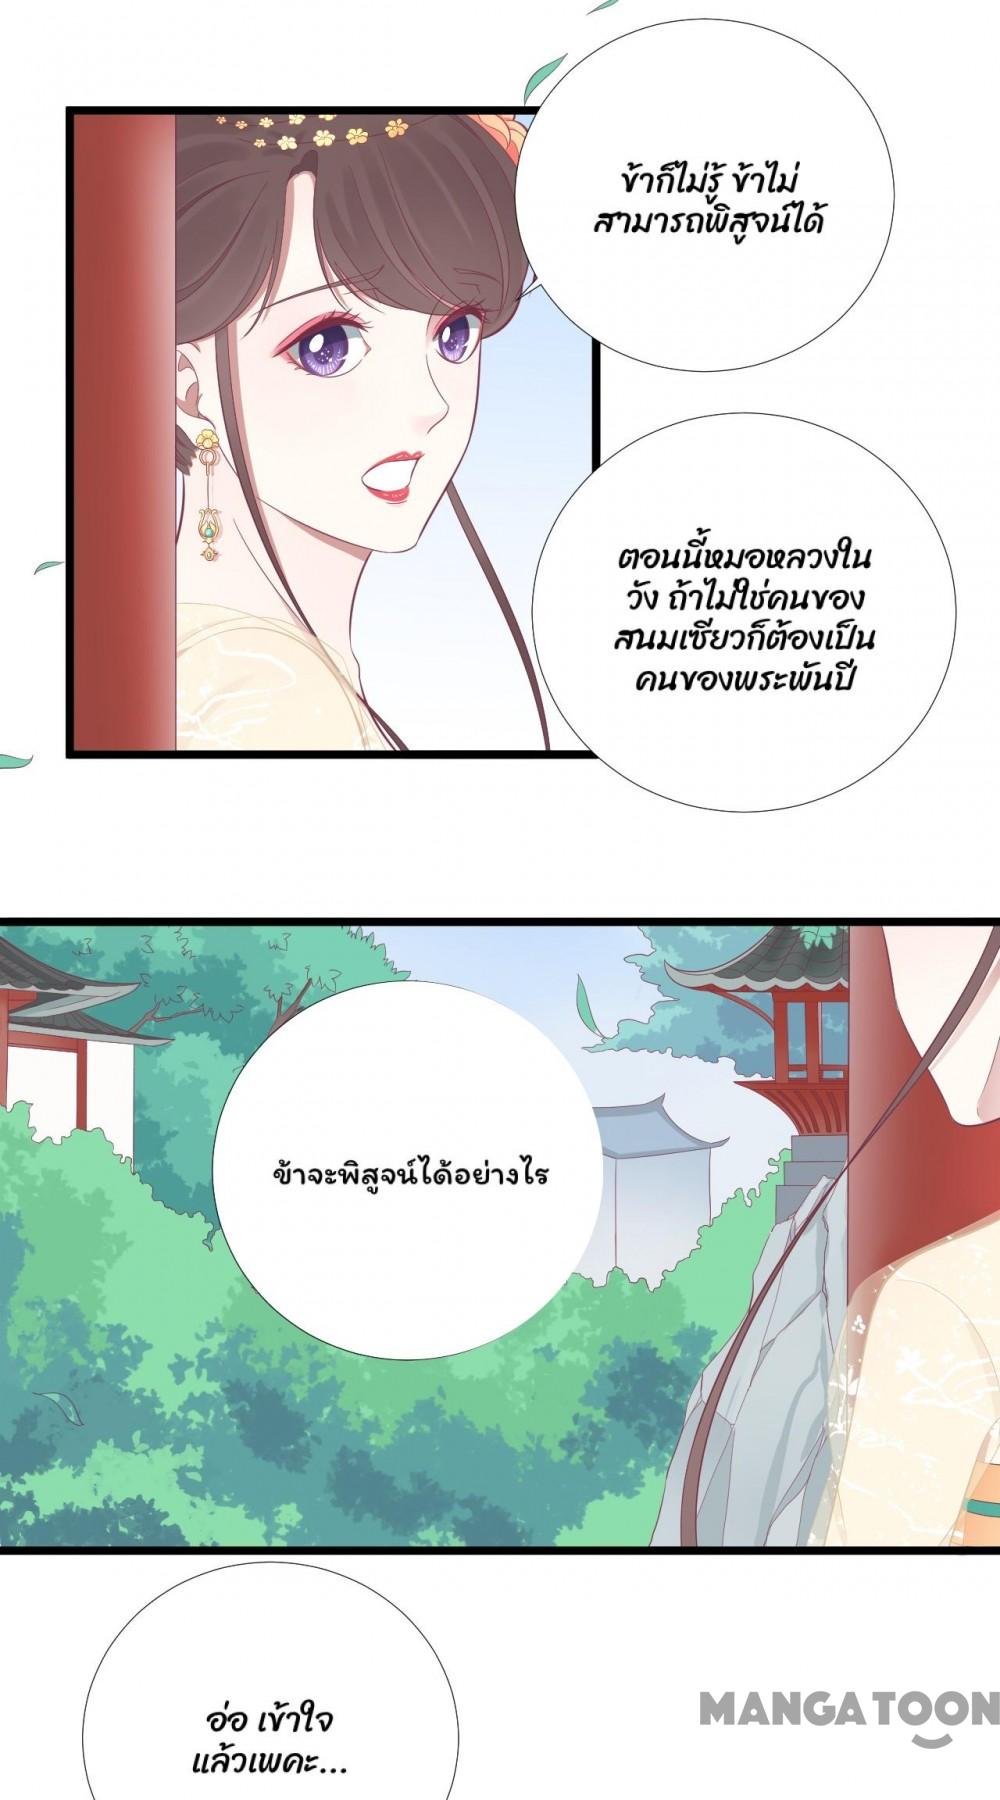 ข้าก็ไม่รู้ ข้าไม่
สามารถพิสูจน์ได้
ตอนนี้หมอหลวงใน
วัง ถ้าไม่ใช่คนของ
สนมเซียวก็ต้องเป็น
คนของพระพันปี
ข้าจะพิสูจน์ได้อย่างไร
อ่อ เข้าใจ
แล้วเพคะ...
MANGATOON